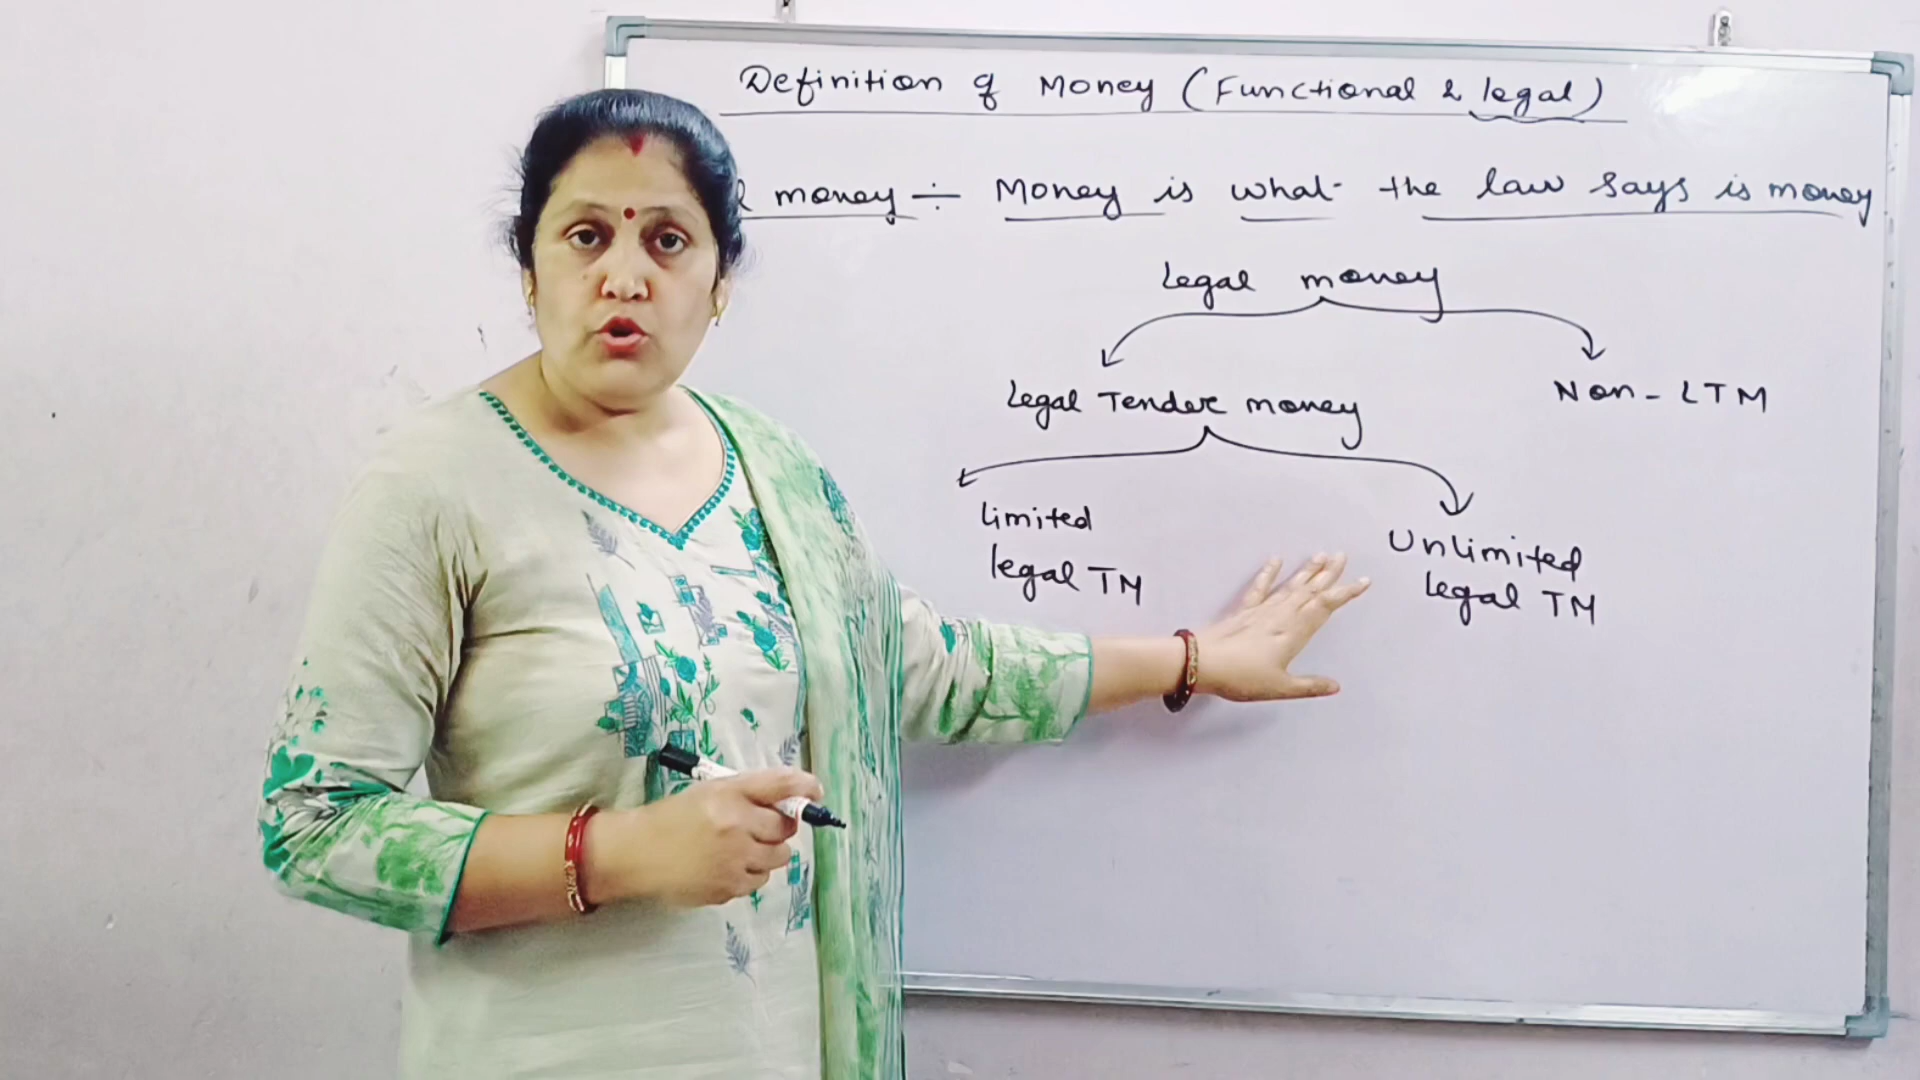 Definition of Money (Functional & legal)
money ÷ Money is what the law says is money
Legal money
Legal Tender money
Non-LTM
Limited
legal TM
Unlimited
legal TM